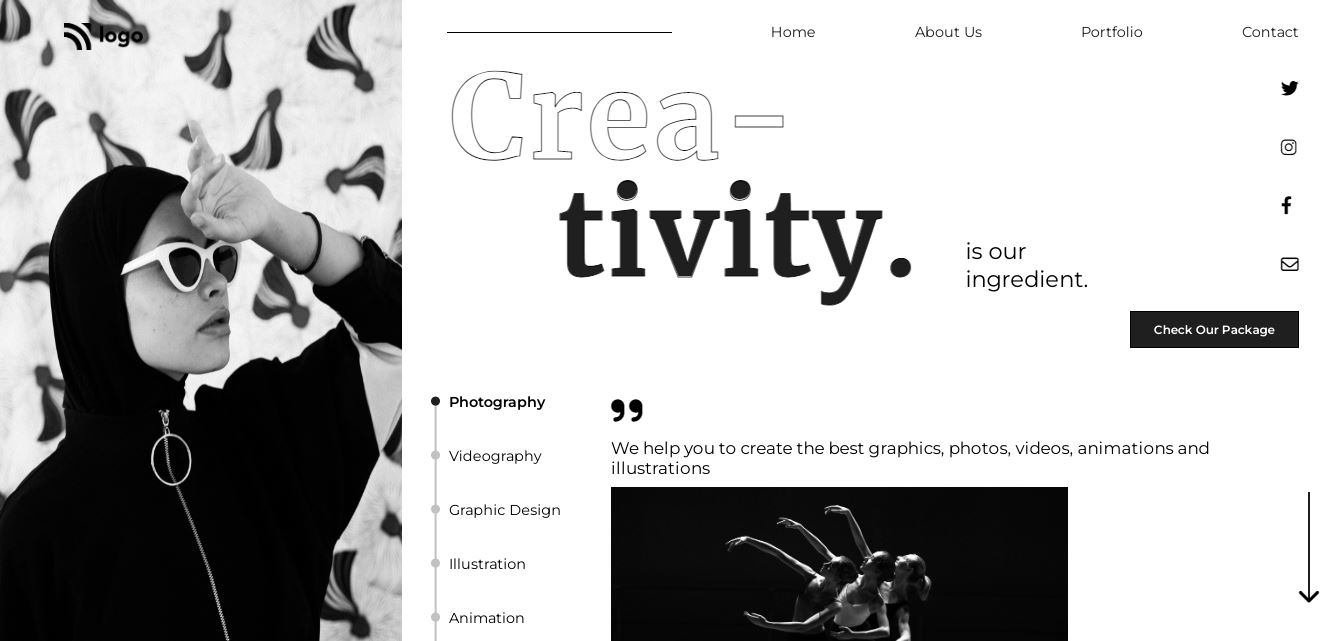 logo
Home
About Us
Portfolio
Contact
Crea-
tivity.
is our
ingredient.
Check Our Package
Photography
Videography
Graphic Design
Illustration
Animation
We help you to create the best graphics, photos, videos, animations and
illustrations